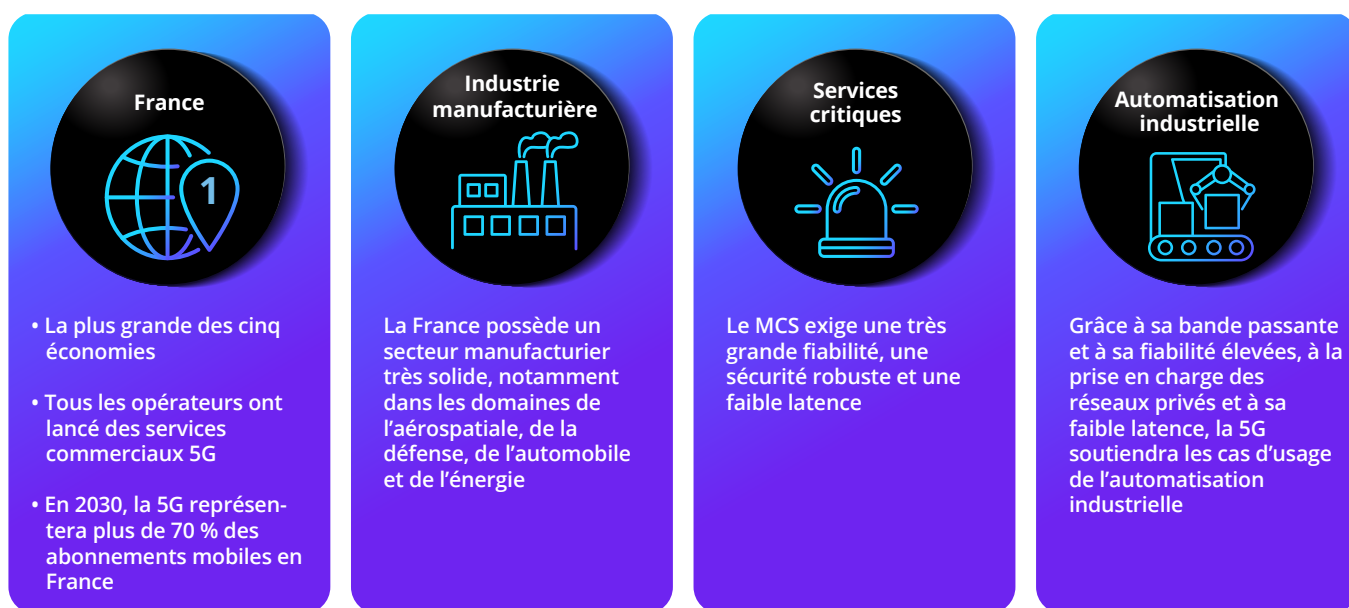 France
1
• La plus grande des cinq
économies
• Tous les opérateurs ont
lancé des services
commerciaux 5G
• En 2030, la 5G représen-
tera plus de 70 % des
abonnements mobiles en
France
Industrie
manufacturière
La France possède un
secteur manufacturier
très solide, notamment
dans les domaines de
l’aérospatiale, de la
défense, de l’automobile
et de l’énergie
Services
critiques
Le MCS exige une très
grande fiabilité, une
sécurité robuste et une
faible latence
Automatisation
industrielle
Grâce à sa bande passante
et à sa fiabilité élevées, à la
prise en charge des
réseaux privés et à sa
faible latence, la 5G
soutiendra les cas d’usage
de l’automatisation
industrielle